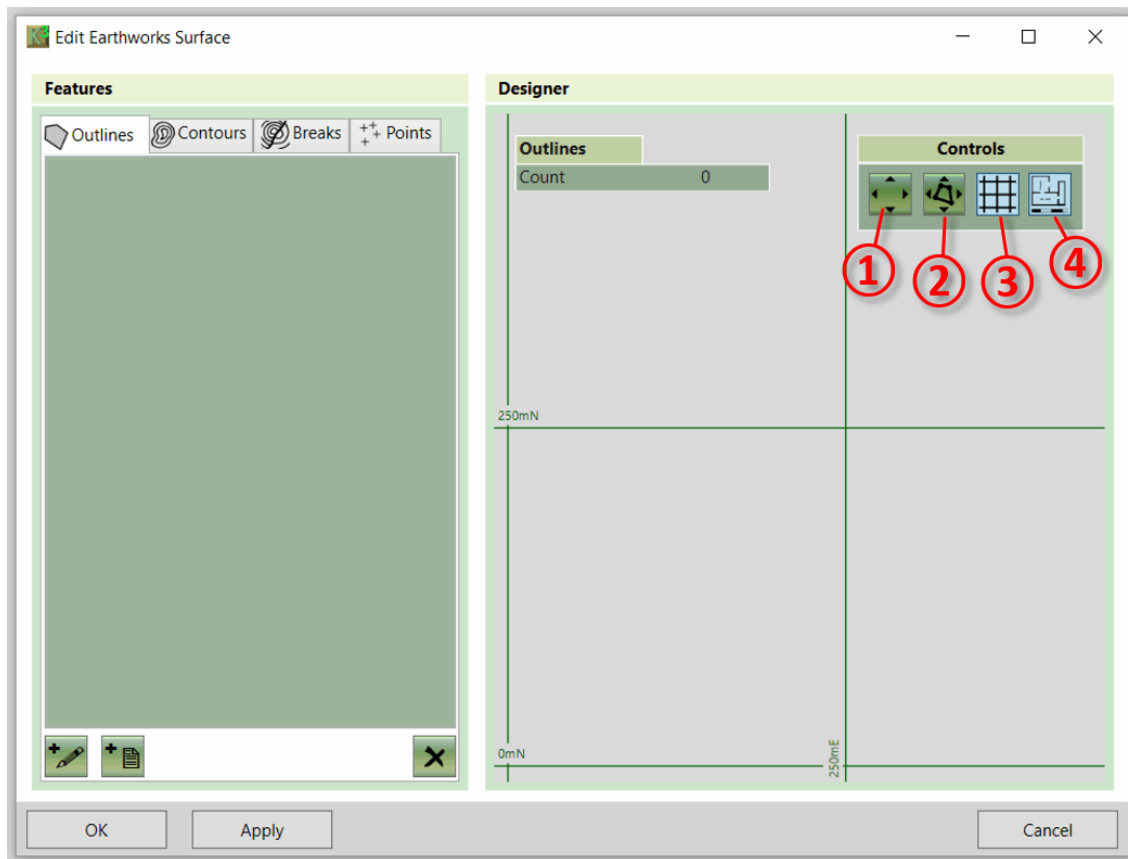 Edit Earthworks Surface
Features
Outlines Contours Breaks Points
Designer
Outlines
Count 0
Controls
1 2 3 4
250mN
0mN
250mE
OK Apply Cancel